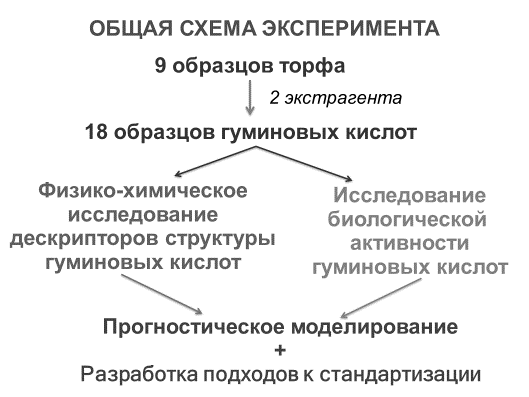 ОБЩАЯ СХЕМА ЭКСПЕРИМЕНТА
9 образцов торфа
2 экстрагента
18 образцов гуминовых кислот
Физико-химическое
исследование
дескрипторов структуры
гуминовых кислот
Исследование
биологической
активности
гуминовых кислот
Прогностическое моделирование
+
Разработка подходов к стандартизации